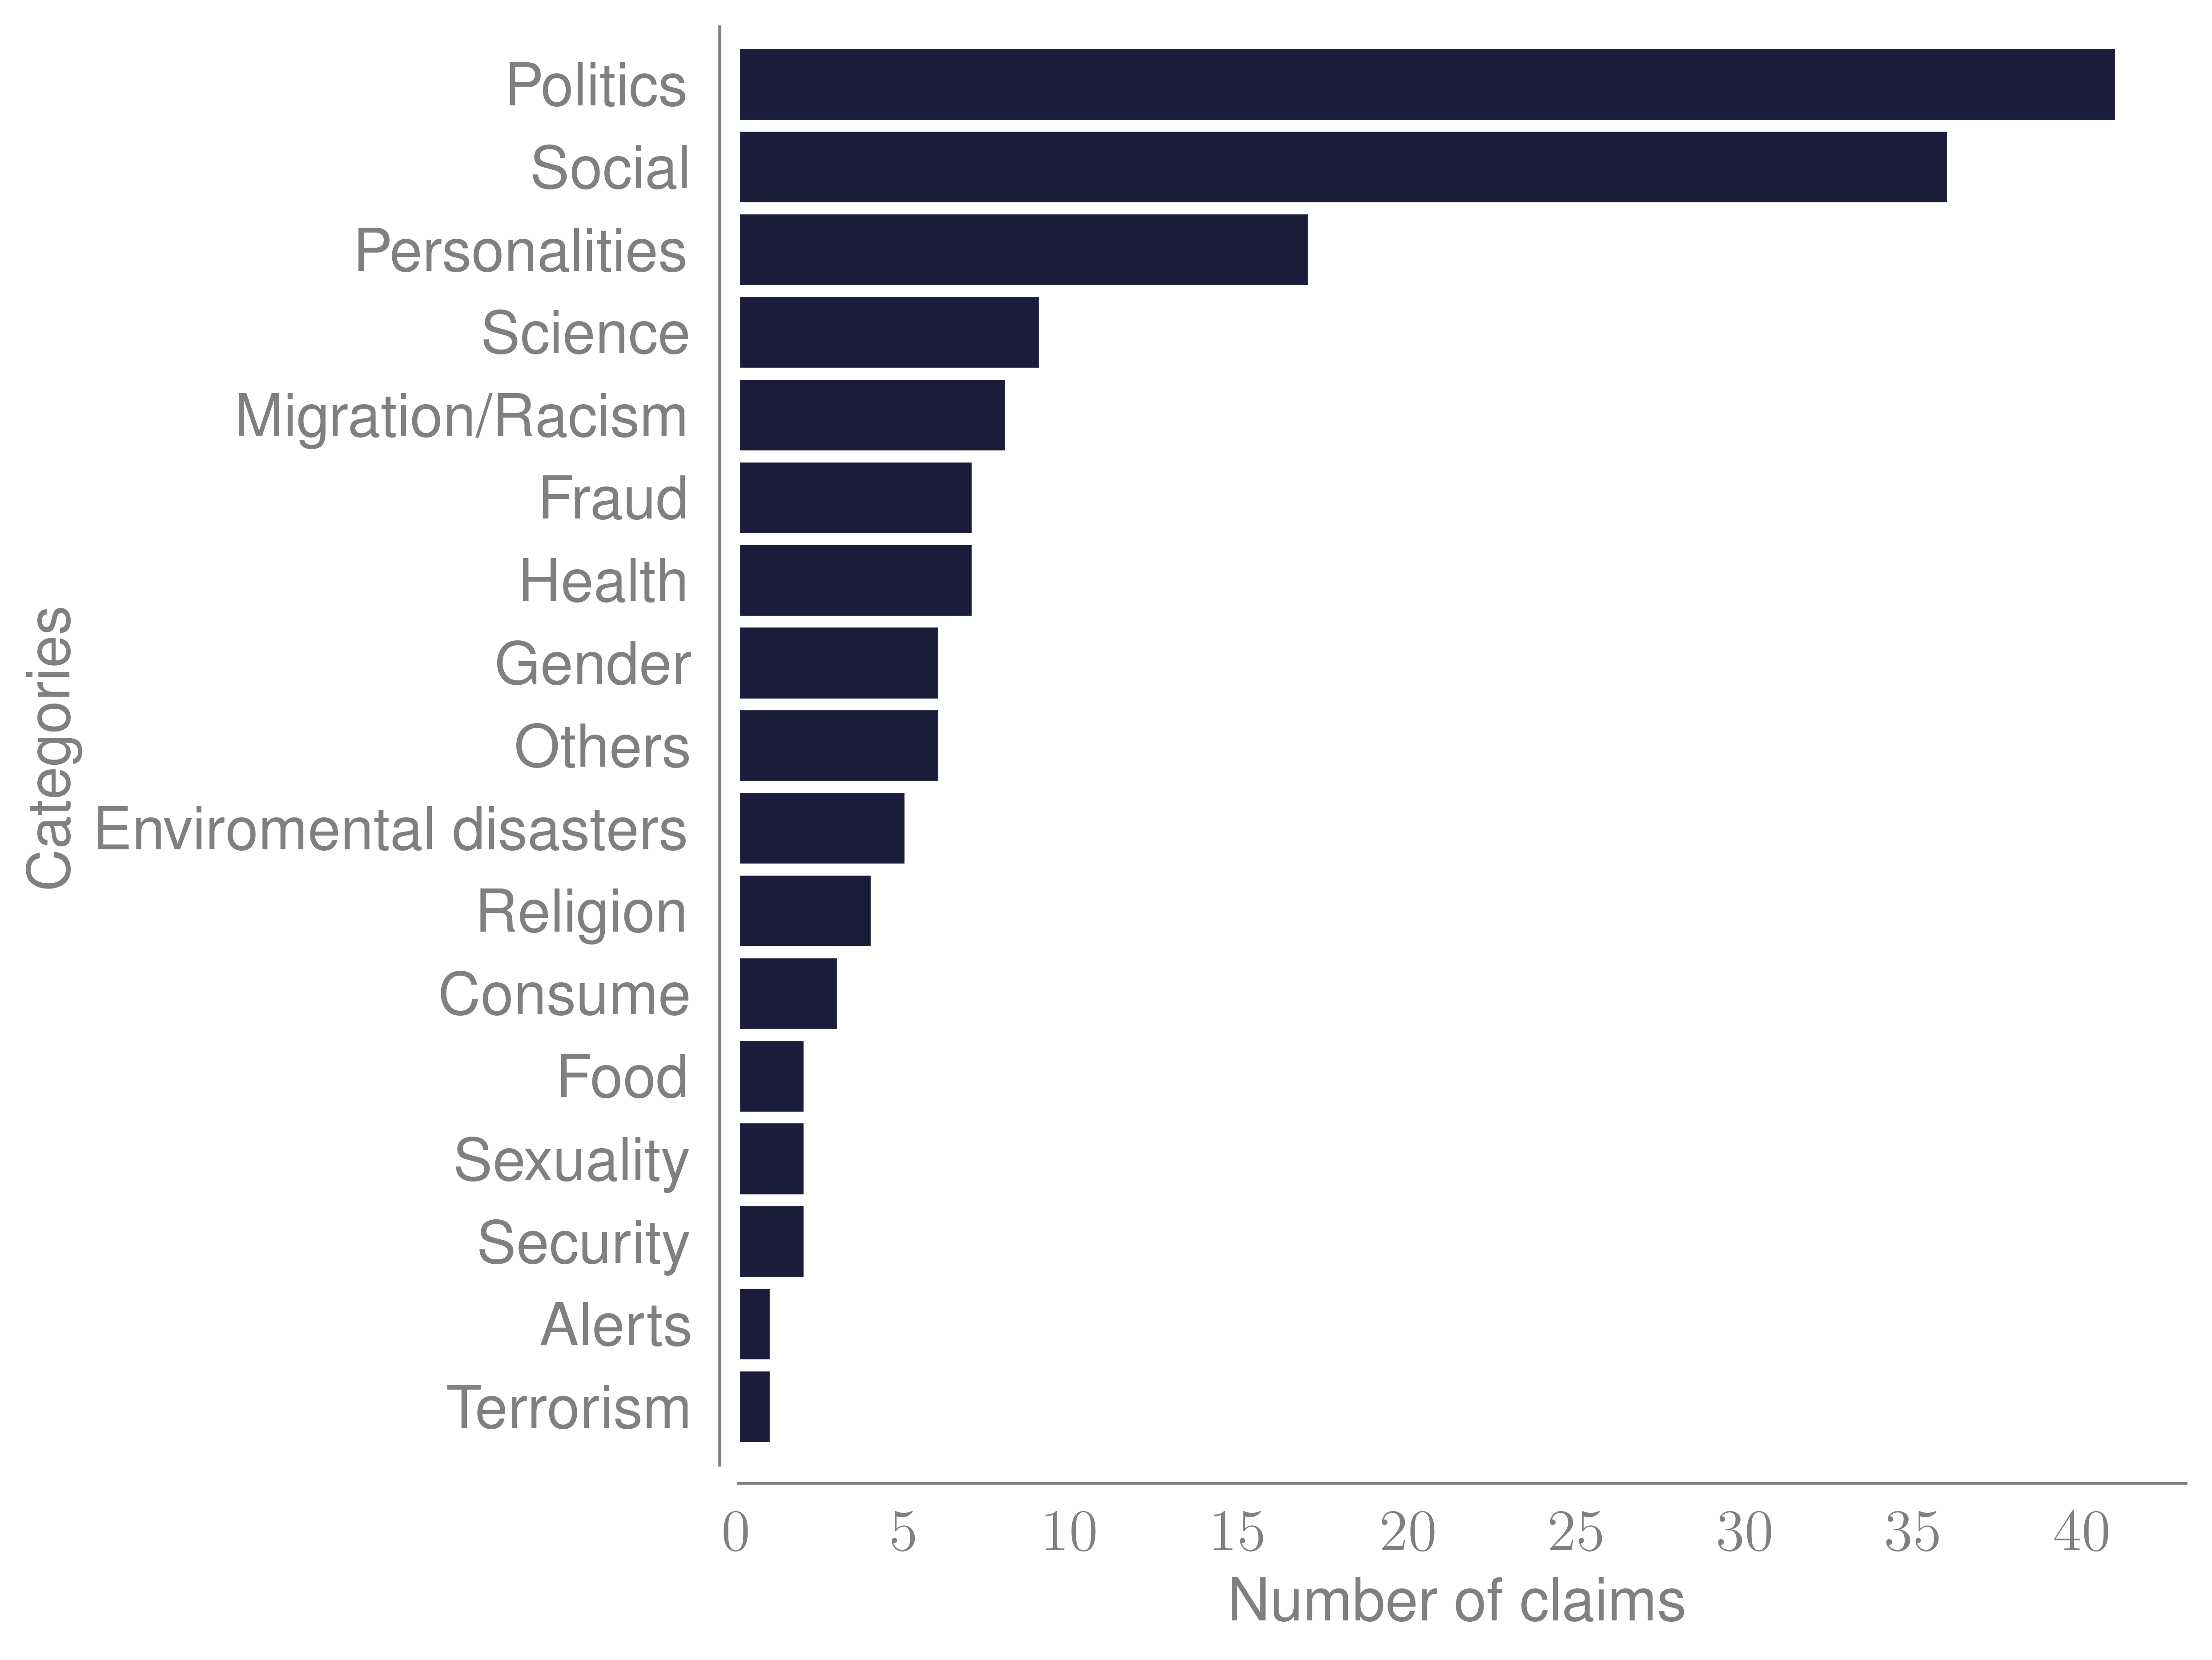 Politics
Social
Personalities
Science
Migration/Racism
Fraud
Health
Gender
Others
Enviromental disasters
Religion
Consume
Food
Sexuality
Security
Alerts
Terrorism
Categories
0 5 10 15 20 25 30 35 40
Number of claims